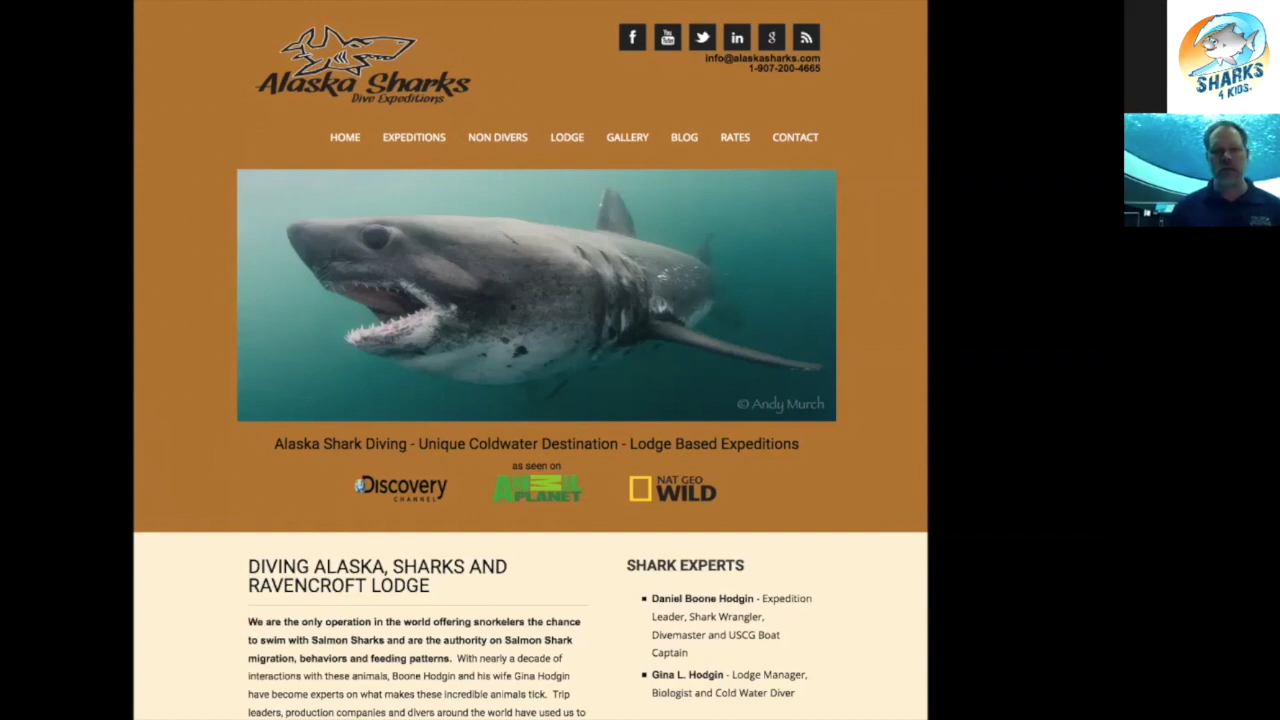 Alaska Sharks
Dive Expeditions
f
You
Tube
in
g
info@alaskasharks.com
1-907-200-4665
SHARKS
4 KIDS.
HOME EXPEDITIONS NON DIVERS LODGE GALLERY BLOG RATES CONTACT
© Andy Murch
Alaska Shark Diving - Unique Coldwater Destination - Lodge Based Expeditions
as seen on
Discovery
CHANNEL
ANIMAL
PLANET
NAT GEO
WILD
DIVING ALASKA, SHARKS AND
RAVENCROFT LODGE
We are the only operation in the world offering snorkelers the chance
to swim with Salmon Sharks and are the authority on Salmon Shark
migration, behaviors and feeding patterns. With nearly a decade of
interactions with these animals, Boone Hodgin and his wife Gina Hodgin
have become experts on what makes these incredible animals tick. Trip
leaders, production companies and divers around the world have used us to
SHARK EXPERTS
Daniel Boone Hodgin - Expedition
Leader, Shark Wrangler,
Divemaster and USCG Boat
Captain
Gina L. Hodgin - Lodge Manager,
Biologist and Cold Water Diver